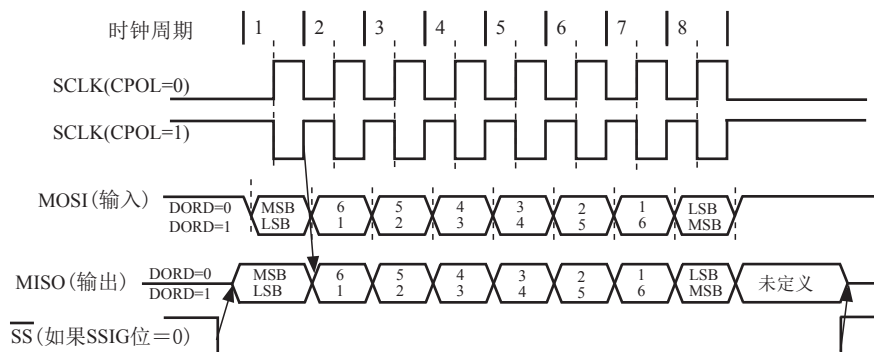 时钟周期 1 2 3 4 5 6 7 8
SCLK(CPOL=0)
SCLK(CPOL=1)
MOSI(输入) DORD=0 MSB 6 5 4 3 2 1 LSB
DORD=1 LSB 1 2 3 4 5 6 MSB
MISO(输出) DORD=0 MSB 6 5 4 3 2 1 LSB 未定义
DORD=1 LSB 1 2 3 4 5 6 MSB
SS(如果SSIG位=0)